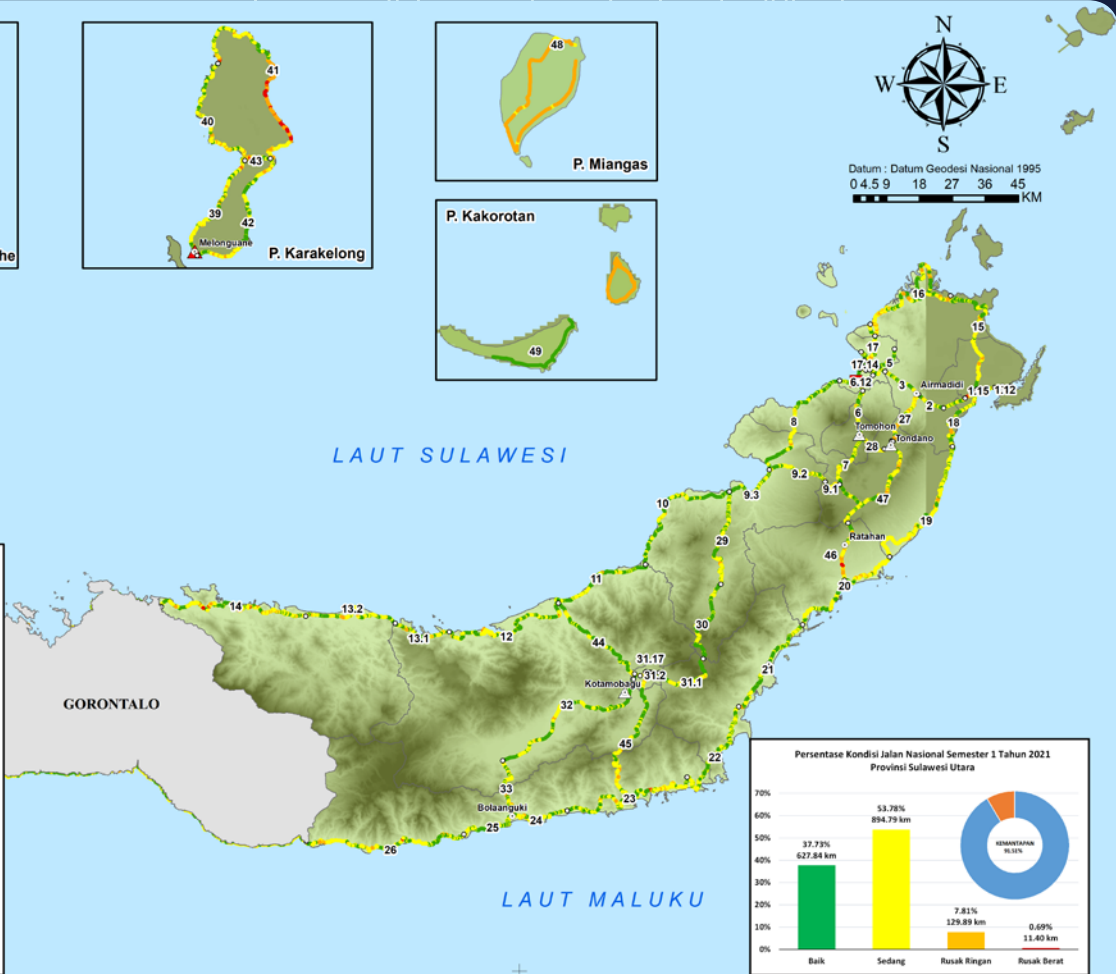 N
W
E
S
Datum : Datum Geodesi Nasional 1995
0 4.5 9 18 27 36 45
KM
he
41
40
43
39
42
Melonguane
P. Karakelong
48
P. Miangas
P. Kakorotan
49
16
15
17
17.14
5
6.12
3
Airmadidi
1.15
1.12
2
6
27
18
8
Tomohon
28
Tondano
7
9.2
9.1
9.3
47
10
19
29
Ratahan
46
20
LAUT SULAWESI
11
14
13.2
13.1
12
30
44
31.17
31.2
31.1
Kotamobagu
21
GORONTALO
32
45
22
33
23
Bolaanguki
24
25
26
LAUT MALUKU
Persentase Kondisi Jalan Nasional Semester 1 Tahun 2021
Provinsi Sulawesi Utara
70%
60%
50%
40%
30%
20%
10%
0%
37.73%
627.84 km
53.78%
894.79 km
7.81%
129.89 km
0.69%
11.40 km
KEMANTAPAN
91.51%
Baik
Sedang
Rusak Ringan
Rusak Berat